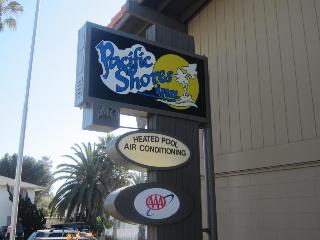 Pacific
Shores
Inn
HEATED POOL
AIR CONDITIONING
AAA